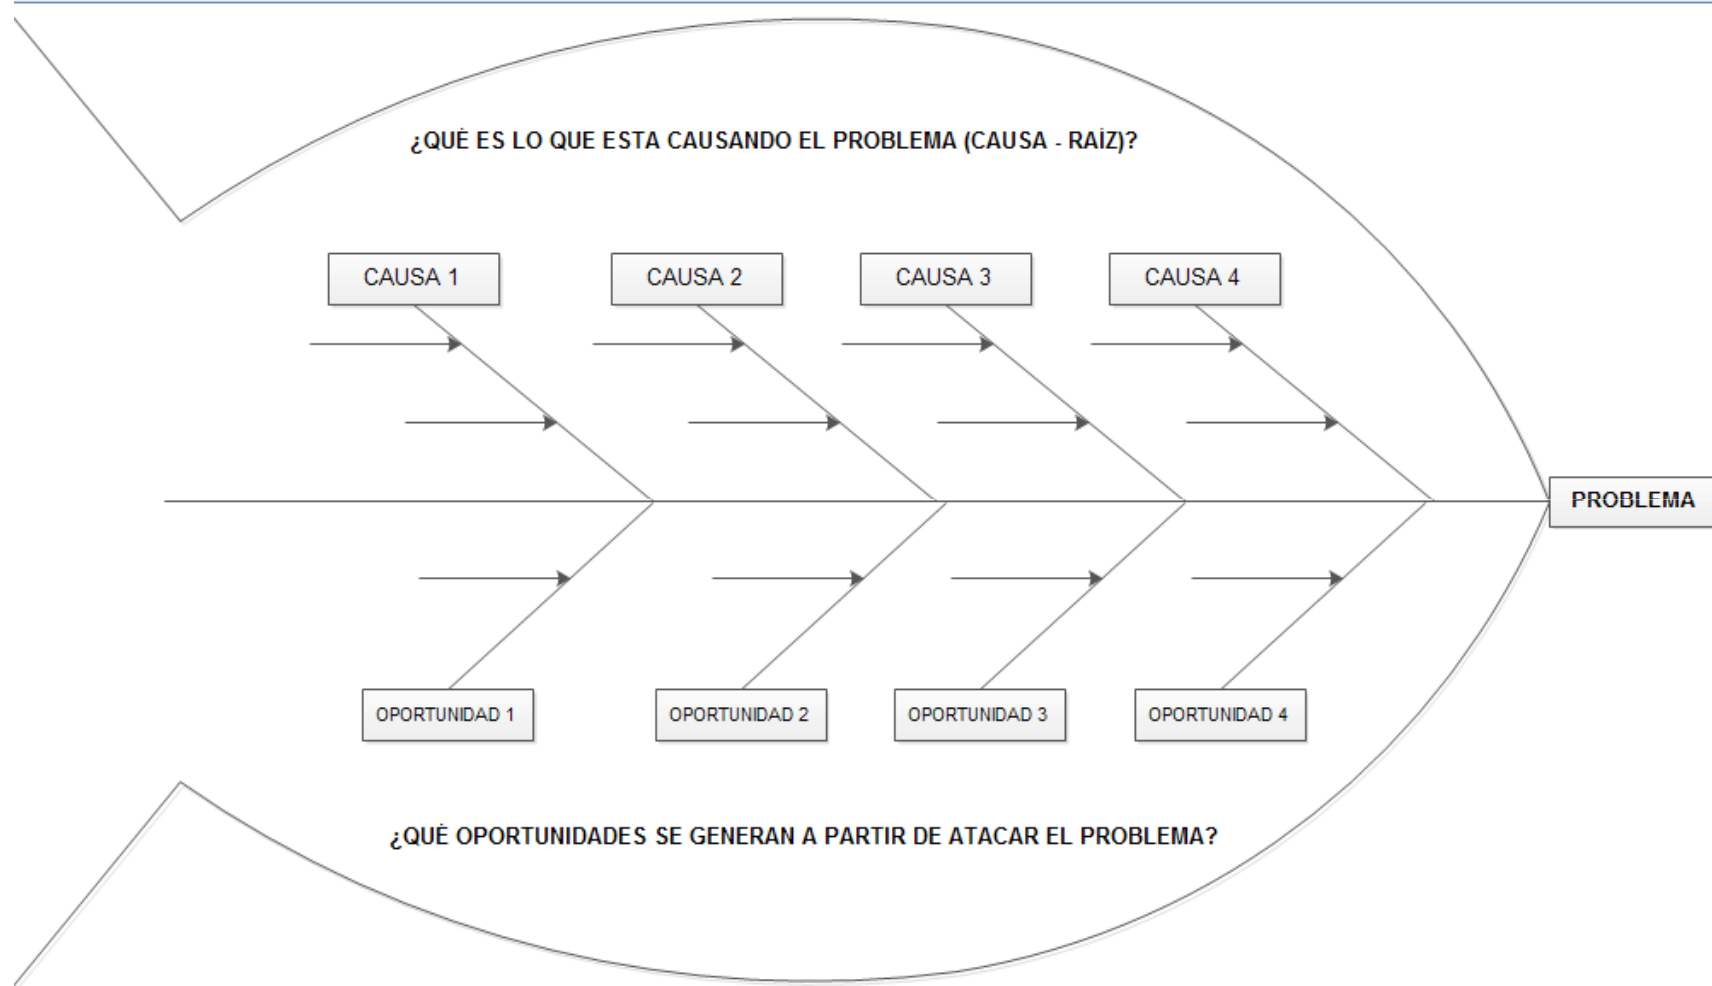 ¿QUÉ ES LO QUE ESTA CAUSANDO EL PROBLEMA (CAUSA - RAÍZ)?
CAUSA 1
CAUSA 2
CAUSA 3
CAUSA 4
PROBLEMA
OPORTUNIDAD 1
OPORTUNIDAD 2
OPORTUNIDAD 3
OPORTUNIDAD 4
¿QUÉ OPORTUNIDADES SE GENERAN A PARTIR DE ATACAR EL PROBLEMA?